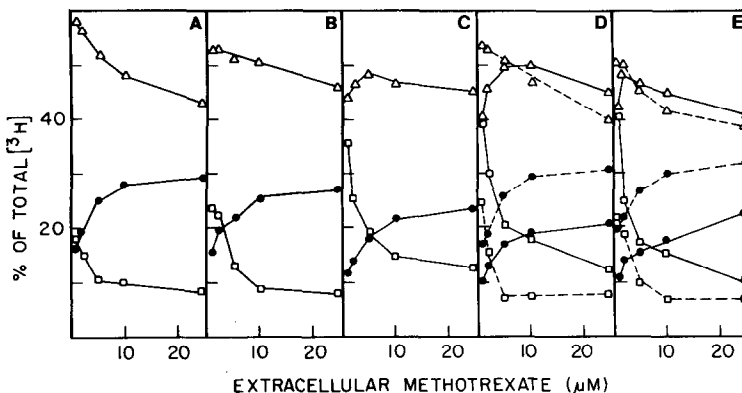 A B C D E
40
20
% OF TOTAL [³H]
10 20 10 20 10 20 10 20 10 20
EXTRACELLULAR METHOTREXATE (µM)